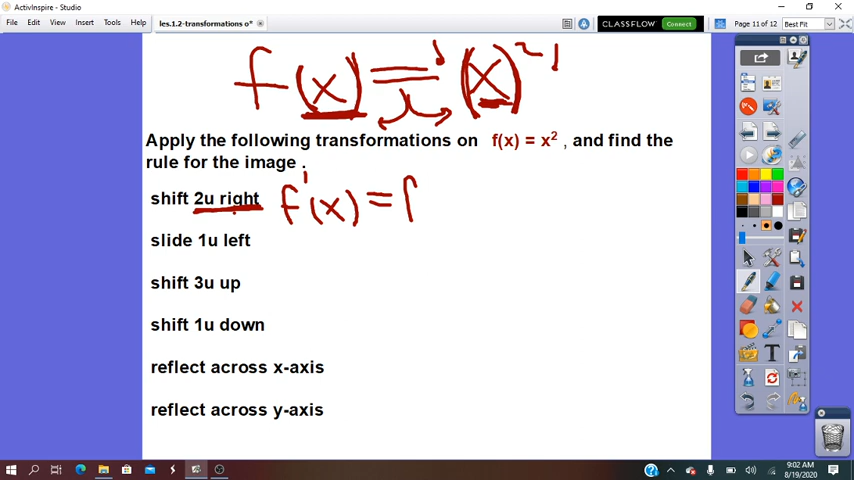 ActivInspire - Studio
File Edit View Insert Tools Help
les.1.2-transformations o*
CLASSFLOW Connect
Page 11 of 12
Best Fit
f(x) = (x)²
Apply the following transformations on f(x) = x² , and find the
rule for the image .
shift 2u right f'(x) = f
slide 1u left
shift 3u up
shift 1u down
reflect across x-axis
reflect across y-axis
9:02 AM
8/19/2020